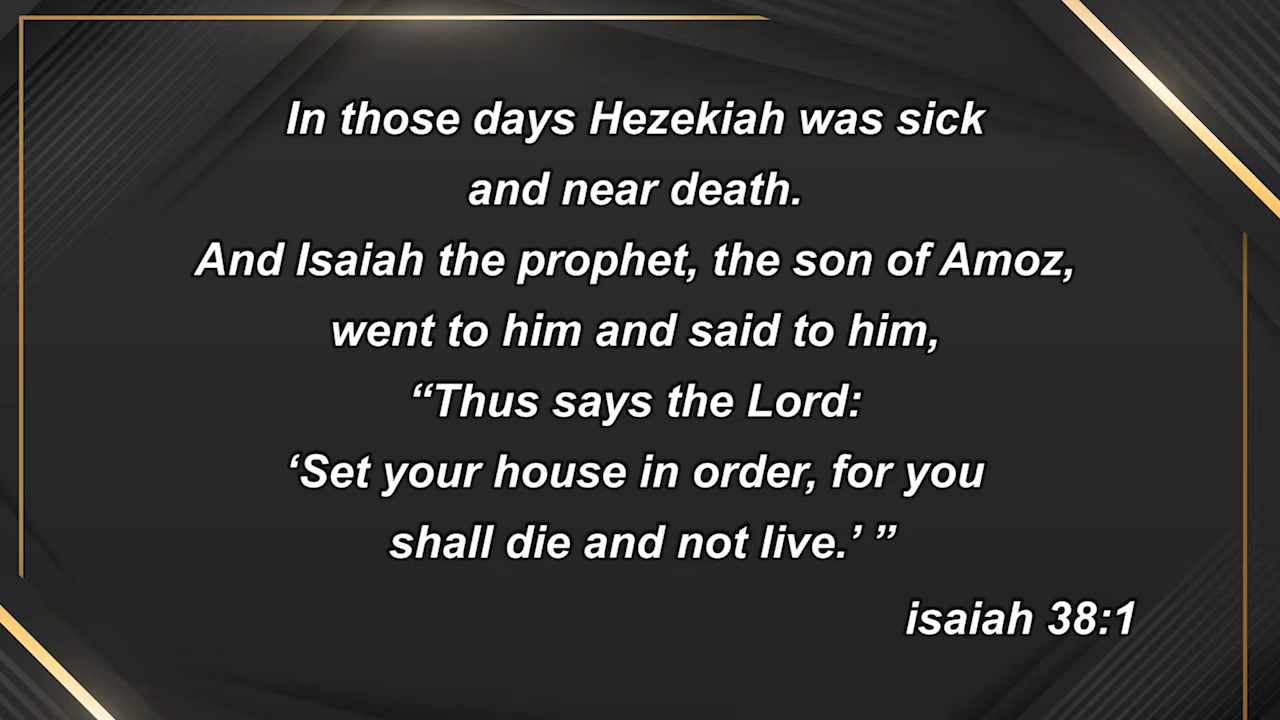 In those days Hezekiah was sick
and near death.
And Isaiah the prophet, the son of Amoz,
went to him and said to him,
“Thus says the Lord:
‘Set your house in order, for you
shall die and not live.’ ”
isaiah 38:1